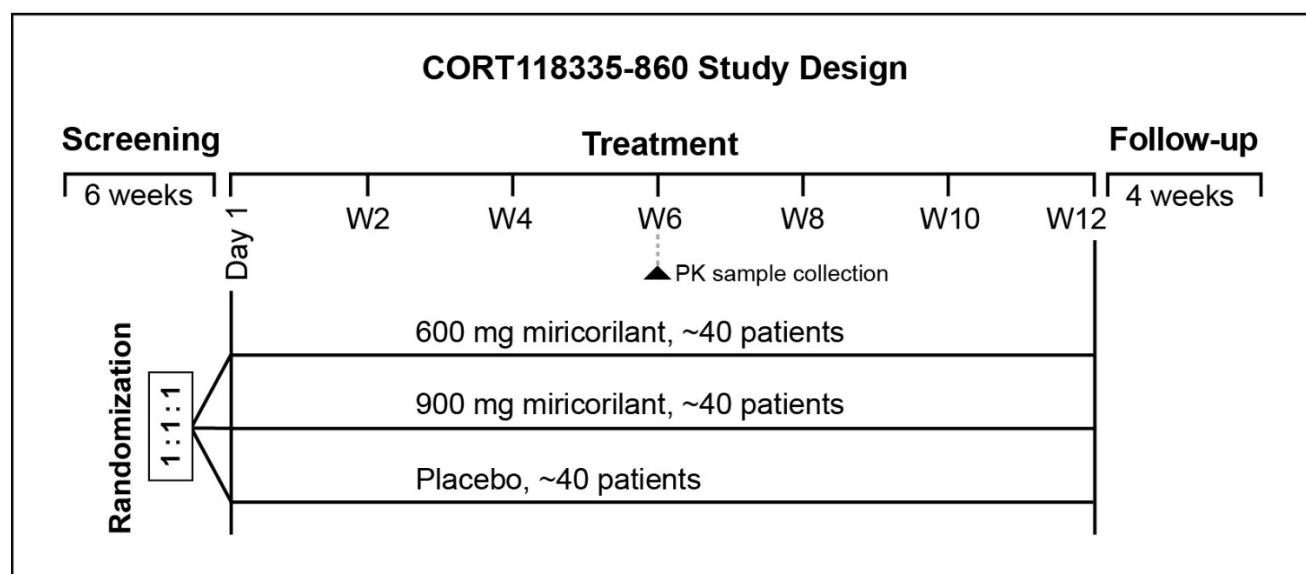 CORT118335-860 Study Design
Screening
Treatment
Follow-up
6 weeks
4 weeks
Day 1
W2
W4
W6
W8
W10
W12
PK sample collection
Randomization
1 : 1 : 1
600 mg miricorilant, ~40 patients
900 mg miricorilant, ~40 patients
Placebo, ~40 patients